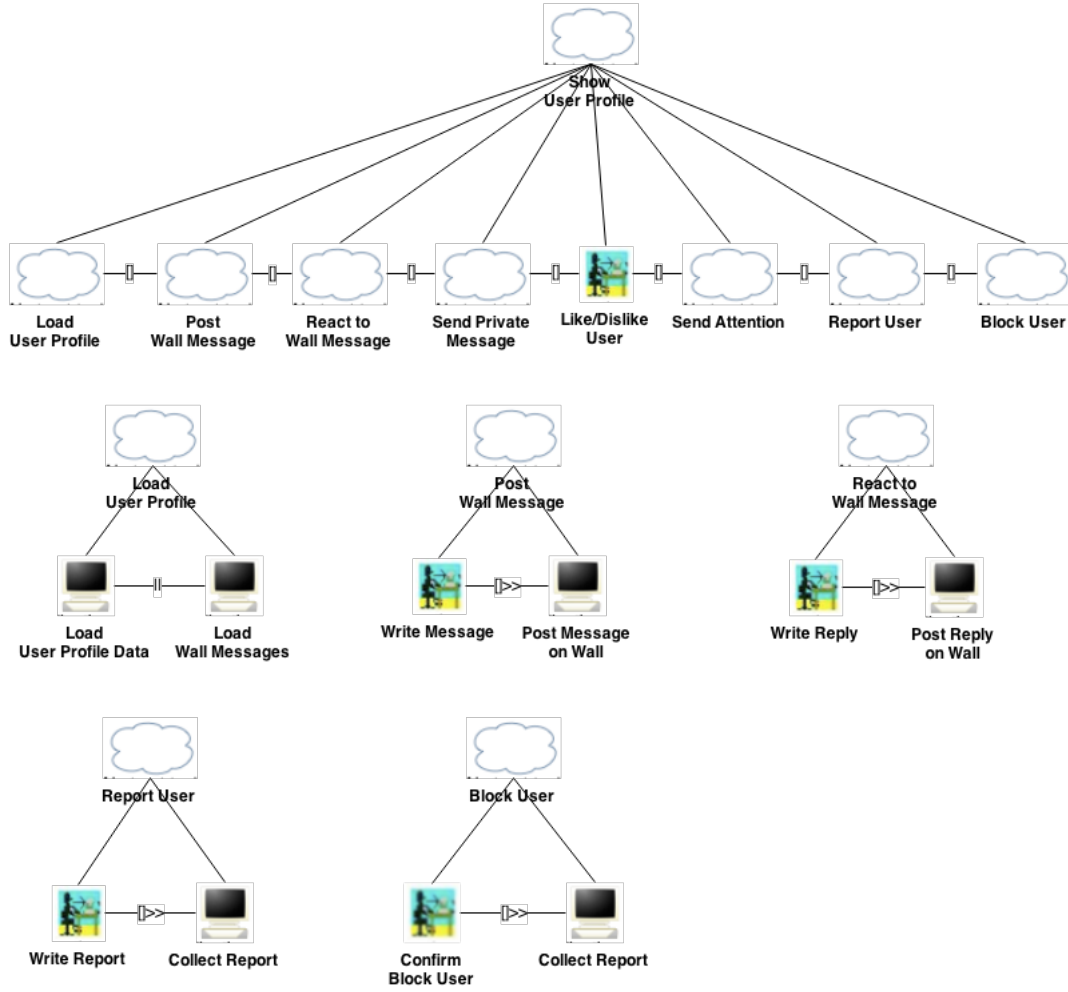 Show
User Profile
[]
[]
[]
[]
[]
[]
[]
Load
User Profile
Post
Wall Message
React to
Wall Message
Send Private
Message
Like/Dislike
User
Send Attention
Report User
Block User
Load
User Profile
Post
Wall Message
React to
Wall Message
||
[]>>
[]>>
Load
User Profile Data
Load
Wall Messages
Write Message
Post Message
on Wall
Write Reply
Post Reply
on Wall
Report User
Block User
[]>>
[]>>
Write Report
Collect Report
Confirm
Block User
Collect Report